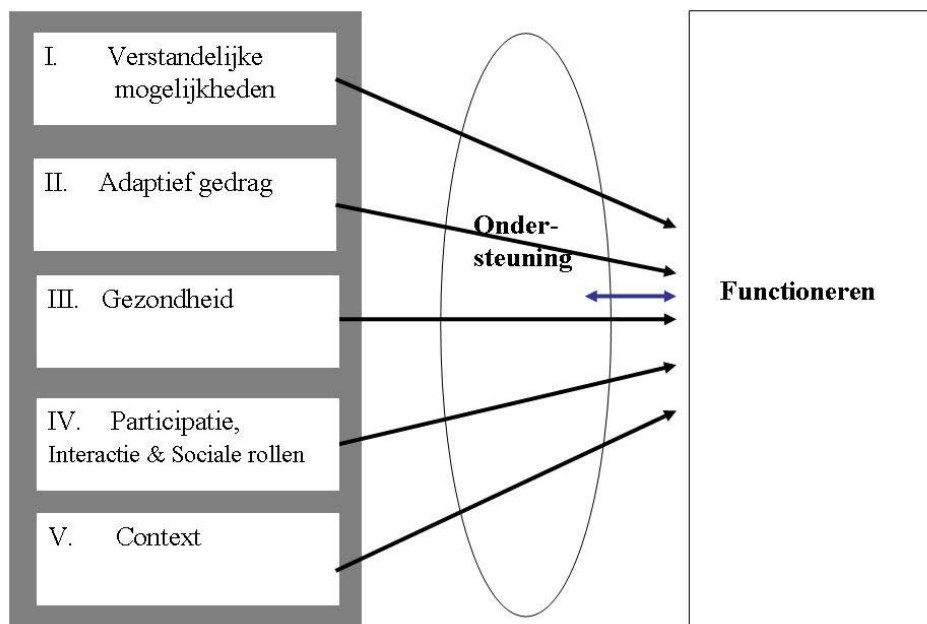 I. Verstandelijke
mogelijkheden
II. Adaptief gedrag
III. Gezondheid
IV. Participatie,
Interactie & Sociale rollen
V. Context
Onder-
steuning
Functioneren